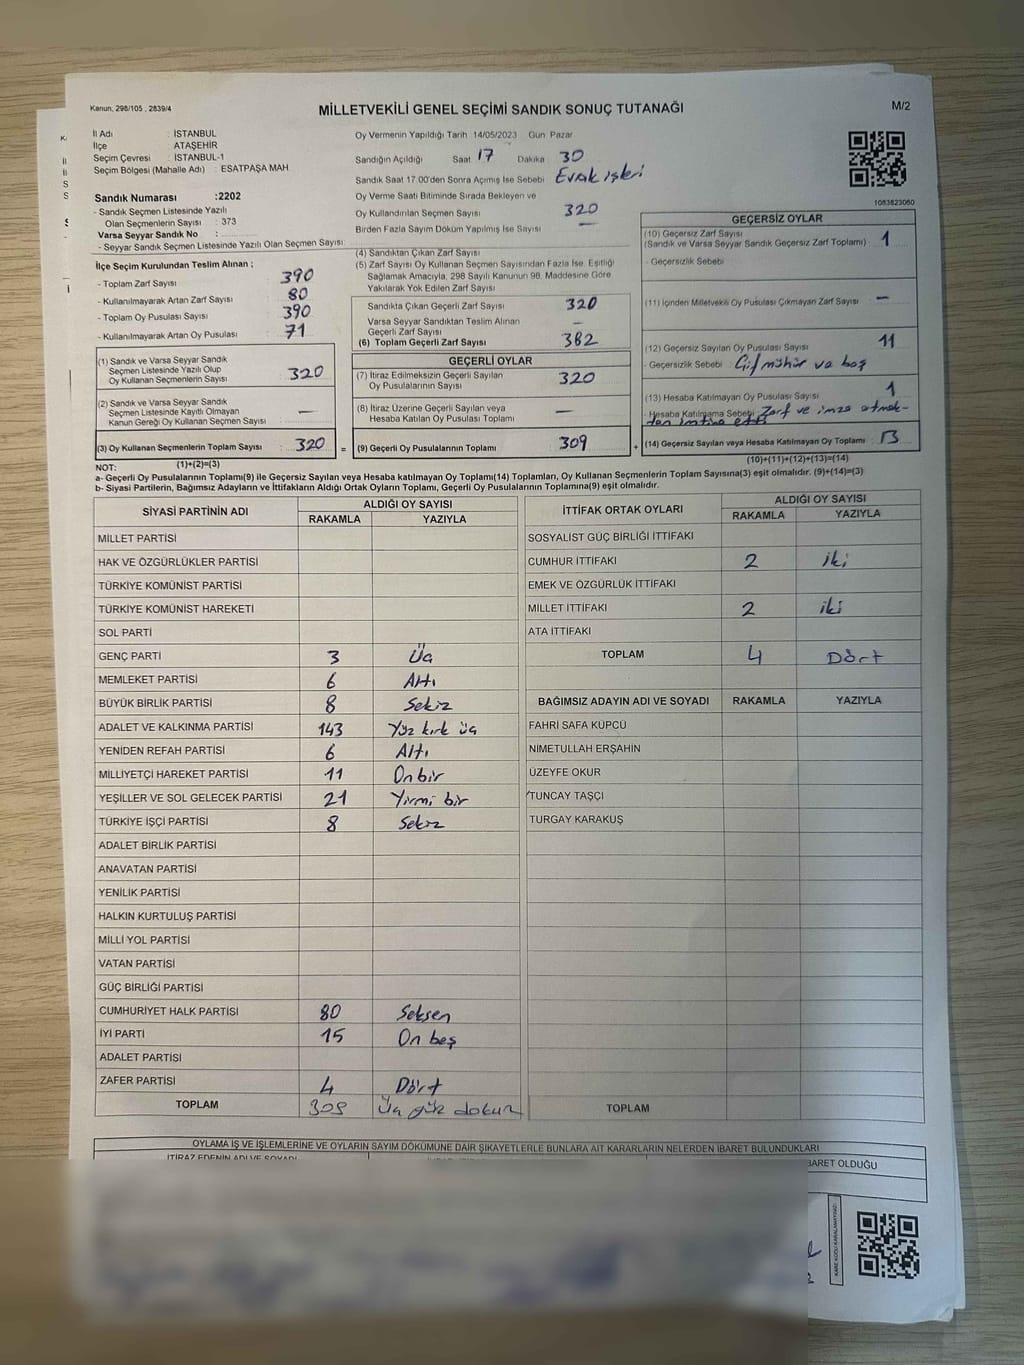 Kanun, 298/105 , 2839/4
MİLLETVEKİLİ GENEL SEÇİMİ SANDIK SONUÇ TUTANAĞI
M/2
İl Adı : İSTANBUL
İlçe ATAŞEHİR
Seçim Çevresi : İSTANBUL-1
Seçim Bölgesi (Mahalle Adı) : ESATPAŞA MAH
Sandık Numarası :2202
- Sandık Seçmen Listesinde Yazılı
Olan Seçmenlerin Sayısı : 373
Varsa Seyyar Sandık No :
- Seyyar Sandık Seçmen Listesinde Yazılı Olan Seçmen Sayısı:
Oy Vermenin Yapıldığı Tarih 14/05/2023 Gün Pazar
Sandığın Açıldığı Saat 17 Dakika 30
Sandık Saat 17:00'den Sonra Açımış İse Sebebi Evrak işleri
Oy Verme Saati Bitiminde Sırada Bekleyen ve
Oy Kullandırılan Seçmen Sayısı 320
Birden Fazla Sayım Döküm Yapılmış İse Sayısı —
1083823060
İlçe Seçim Kurulundan Teslim Alınan ;
- Toplam Zarf Sayısı 390
- Kullanılmayarak Artan Zarf Sayısı 80
- Toplam Oy Pusulası Sayısı 390
- Kullanılmayarak Artan Oy Pusulası 71
(1) Sandık ve Varsa Seyyar Sandık
Seçmen Listesinde Yazılı Olup
Oy Kullanan Seçmenlerin Sayısı 320
(2) Sandık ve Varsa Seyyar Sandık
Seçmen Listesinde Kayıtlı Olmayan
Kanun Gereği Oy Kullanan Seçmen Sayısı —
(3) Oy Kullanan Seçmenlerin Toplam Sayısı : 320 =
(1)+(2)=(3)
(4) Sandıktan Çıkan Zarf Sayısı
(5) Zarf Sayısı Oy Kullanan Seçmen Sayısından Fazla İse, Eşitliği
Sağlamak Amacıyla, 298 Sayılı Kanunun 98. Maddesine Göre
Yakılarak Yok Edilen Zarf Sayısı
Sandıkta Çıkan Geçerli Zarf Sayısı 320
Varsa Seyyar Sandıktan Teslim Alınan
Geçerli Zarf Sayısı —
(6) Toplam Geçerli Zarf Sayısı 382
GEÇERLİ OYLAR
(7) İtiraz Edilmeksizin Geçerli Sayılan
Oy Pusulalarının Sayısı 320
(8) İtiraz Üzerine Geçerli Sayılan veya
Hesaba Katılan Oy Pusulası Toplamı —
(9) Geçerli Oy Pusulalarının Toplamı 309 +
GEÇERSİZ OYLAR
(10) Geçersiz Zarf Sayısı
(Sandık ve Varsa Seyyar Sandık Geçersiz Zarf Toplamı) : 1
- Geçersizlik Sebebi
(11) İçinden Milletvekili Oy Pusulası Çıkmayan Zarf Sayısı —
(12) Geçersiz Sayılan Oy Pusulası Sayısı 11
- Geçersizlik Sebebi Çift mühür ve boş
(13) Hesaba Katılmayan Oy Pusulası Sayısı 1
- Hesaba Katılmama Sebebi Zarf ve imza etmek-
ten imtina etti
(14) Geçersiz Sayılan veya Hesaba Katılmayan Oy Toplamı : 13
(10)+(11)+(12)+(13)=(14)
NOT:
a- Geçerli Oy Pusulalarının Toplamı(9) ile Geçersiz Sayılan veya Hesaba katılmayan Oy Toplamı(14) Toplamları, Oy Kullanan Seçmenlerin Toplam Sayısına(3) eşit olmalıdır. (9)+(14)=(3)
b- Siyasi Partilerin, Bağımsız Adayların ve İttifakların Aldığı Ortak Oyların Toplamı, Geçerli Oy Pusulalarının Toplamına(9) eşit olmalıdır.
SİYASİ PARTİNİN ADI ALDIĞI OY SAYISI
RAKAMLA YAZIYLA
MİLLET PARTİSİ
HAK VE ÖZGÜRLÜKLER PARTİSİ
TÜRKİYE KOMÜNİST PARTİSİ
TÜRKİYE KOMÜNİST HAREKETİ
SOL PARTİ
GENÇ PARTİ 3 Üç
MEMLEKET PARTİSİ 6 Altı
BÜYÜK BİRLİK PARTİSİ 8 Sekiz
ADALET VE KALKINMA PARTİSİ 143 Yüz kırk üç
YENİDEN REFAH PARTİSİ 6 Altı
MİLLİYETÇİ HAREKET PARTİSİ 11 On bir
YEŞİLLER VE SOL GELECEK PARTİSİ 21 Yirmi bir
TÜRKİYE İŞÇİ PARTİSİ 8 Sekiz
ADALET BİRLİK PARTİSİ
ANAVATAN PARTİSİ
YENİLİK PARTİSİ
HALKIN KURTULUŞ PARTİSİ
MİLLİ YOL PARTİSİ
VATAN PARTİSİ
GÜÇ BİRLİĞİ PARTİSİ
CUMHURİYET HALK PARTİSİ 80 Seksen
İYİ PARTİ 15 On beş
ADALET PARTİSİ
ZAFER PARTİSİ 4 Dört
TOPLAM 309 Üç yüz dokuz
İTTİFAK ORTAK OYLARI ALDIĞI OY SAYISI
RAKAMLA YAZIYLA
SOSYALİST GÜÇ BİRLİĞİ İTTİFAKI
CUMHUR İTTİFAKI 2 iki
EMEK VE ÖZGÜRLÜK İTTİFAKI
MİLLET İTTİFAKI 2 iki
ATA İTTİFAKI
TOPLAM 4 Dört
BAĞIMSIZ ADAYIN ADI VE SOYADI RAKAMLA YAZIYLA
FAHRİ SAFA KÜPCÜ
NİMETULLAH ERŞAHİN
ÜZEYFE OKUR
TUNCAY TAŞÇI
TURGAY KARAKUŞ
TOPLAM
OYLAMA İŞ VE İŞLEMLERİNE VE OYLARIN SAYIM DÖKÜMÜNE DAİR ŞİKAYETLERLE BUNLARA AİT KARARLARIN NELERDEN İBARET BULUNDUKLARI
İTİRAZ EDENİN ADI VE SOYADI
BARET OLDUĞU